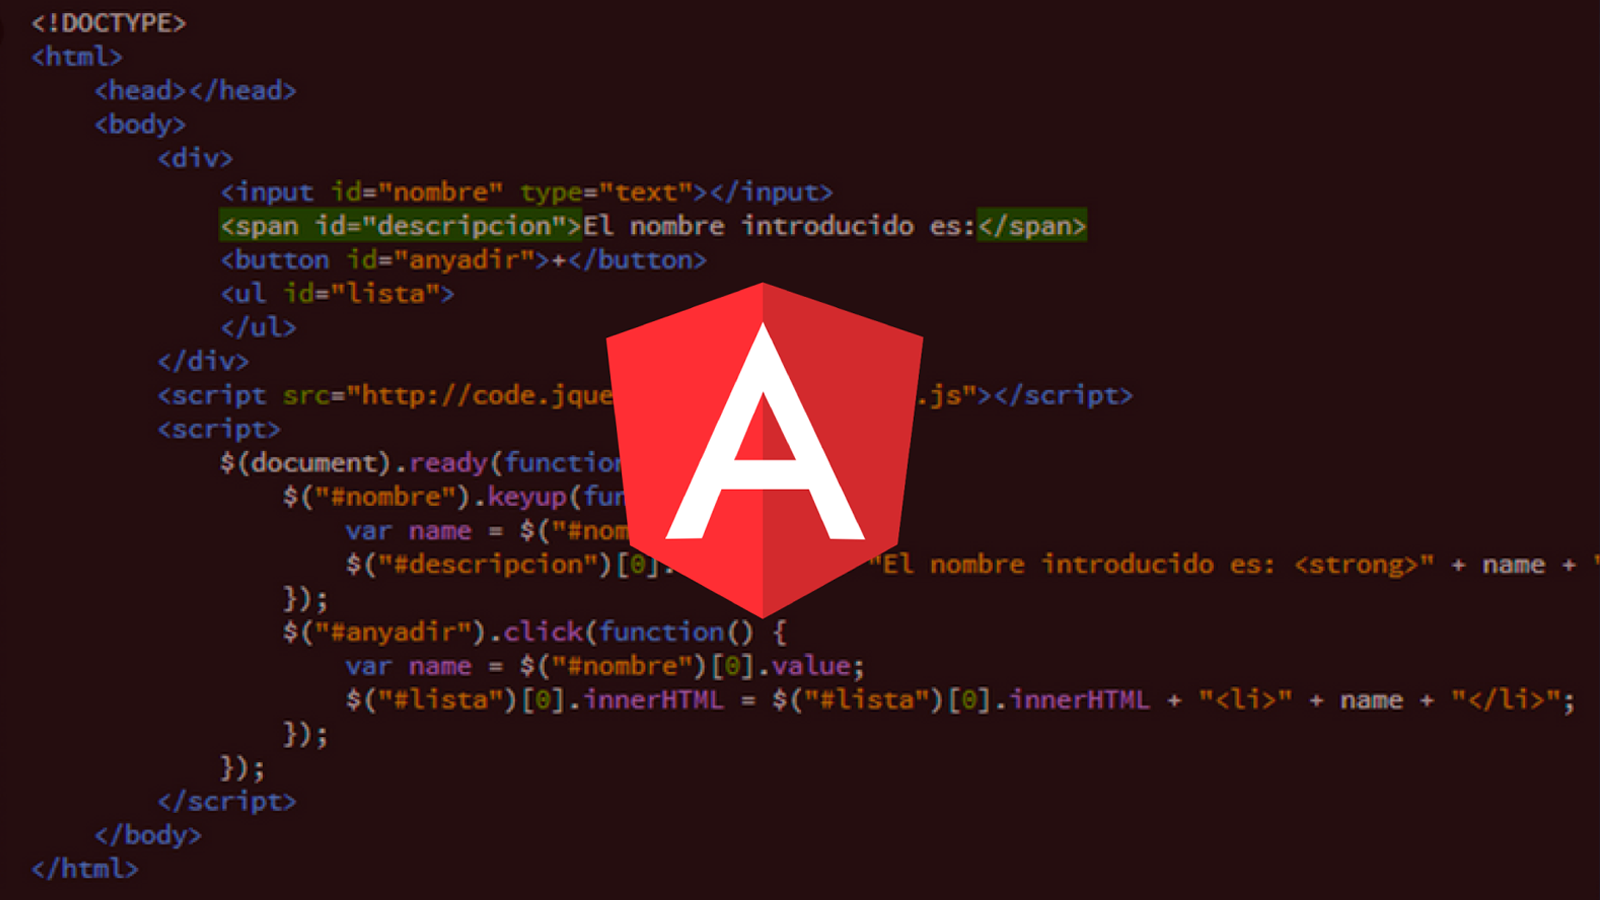 <!DOCTYPE>
<html>
<head></head>
<body>
<div>
<input id="nombre" type="text"></input>
<span id="descripcion">El nombre introducido es:</span>
<button id="anyadir">+</button>
<ul id="lista">
</ul>
</div>
<script src="http://code.jque .js"></script>
<script>
$(document).ready(function
$("#nombre").keyup(fun
var name = $("#nom
$("#descripcion")[0]. "El nombre introducido es: <strong>" + name + "
});
$("#anyadir").click(function() {
var name = $("#nombre")[0].value;
$("#lista")[0].innerHTML = $("#lista")[0].innerHTML + "<li>" + name + "</li>";
});
});
</script>
</body>
</html>
A